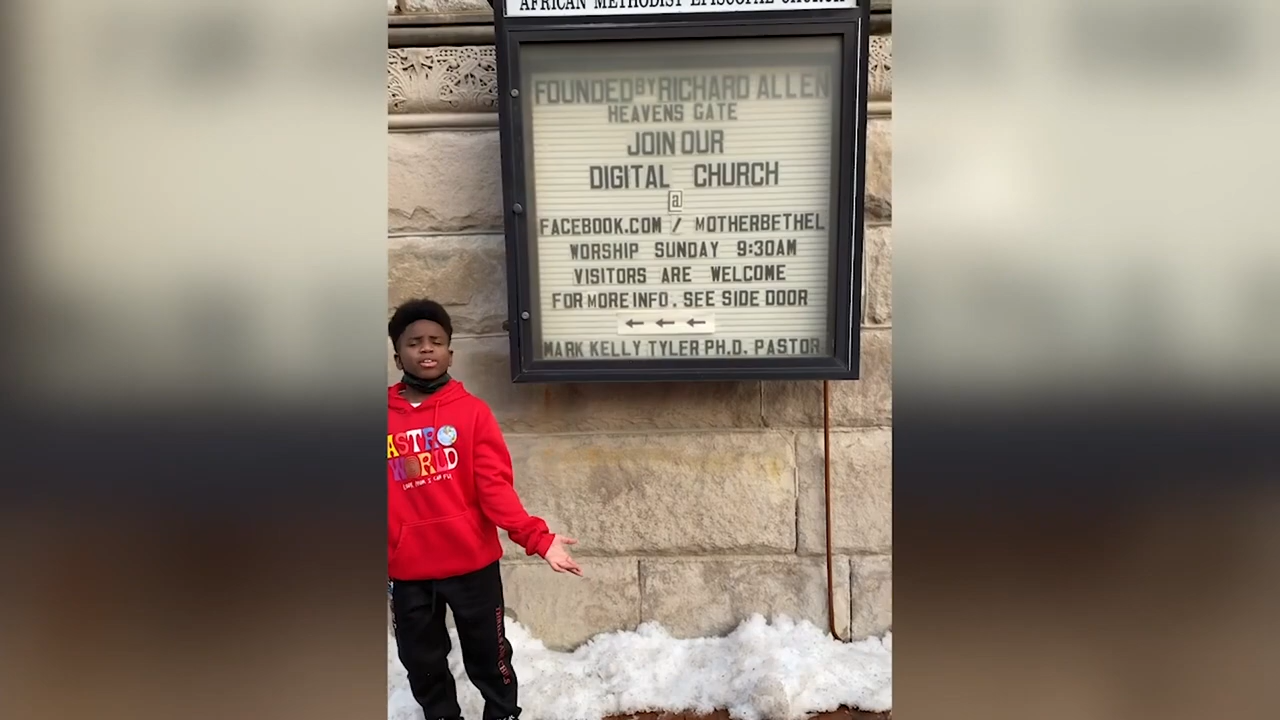 AFRICAN METHODIST EPISCOPAL CHURCH
FOUNDED BY RICHARD ALLEN
HEAVENS GATE
JOIN OUR
DIGITAL CHURCH
@
FACEBOOK.COM / MOTHERBETHEL
WORSHIP SUNDAY 9:30AM
VISITORS ARE WELCOME
FOR MORE INFO. SEE SIDE DOOR
MARK KELLY TYLER PH.D. PASTOR
ASTRO
WORLD